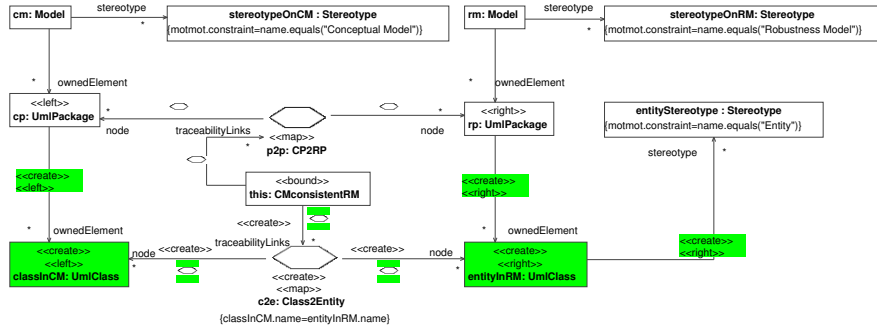 cm: Model
stereotype
stereotypeOnCM : Stereotype
{motmot.constraint=name.equals("Conceptual Model")}
rm: Model
stereotype
stereotypeOnRM: Stereotype
{motmot.constraint=name.equals("Robustness Model")}
*
*
* ownedElement
* ownedElement
<<left>>
cp: UmlPackage
*
node
traceabilityLinks
*
<<map>>
p2p: CP2RP
*
node
<<right>>
rp: UmlPackage
entityStereotype : Stereotype
{motmot.constraint=name.equals("Entity")}
stereotype
*
<<create>>
<<left>>
<<bound>>
this: CMconsistentRM
<<create>>
<<right>>
<<create>>
* ownedElement
traceabilityLinks
*
* ownedElement
<<create>>
<<right>>
<<create>>
<<left>>
classInCM: UmlClass
node
*
<<create>>
<<create>>
<<map>>
c2e: Class2Entity
{classInCM.name=entityInRM.name}
<<create>>
node
*
<<create>>
<<right>>
entityInRM: UmlClass